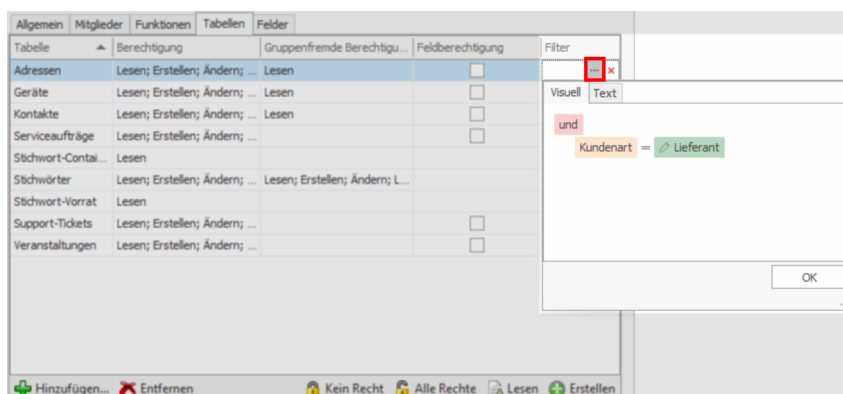 Allgemein Mitglieder Funktionen Tabellen Felder
Tabelle Berechtigung Gruppenfremde Berechtigu... Feldberechtigung Filter
Adressen Lesen; Erstellen; Ändern; ... Lesen ...
Geräte Lesen; Erstellen; Ändern; ... Lesen
Visuell Text
Kontakte Lesen; Erstellen; Ändern; ... Lesen
und
Serviceaufträge Lesen; Erstellen; Ändern; ...
Kundenart = Lieferant
Stichwort-Contai... Lesen
Stichwörter Lesen; Erstellen; Ändern; ... Lesen; Erstellen; Ändern; L...
Stichwort-Vorrat Lesen
Support-Tickets Lesen; Erstellen; Ändern; ...
Veranstaltungen Lesen; Erstellen; Ändern; ...
OK
Hinzufügen... Entfernen Kein Recht Alle Rechte Lesen Erstellen